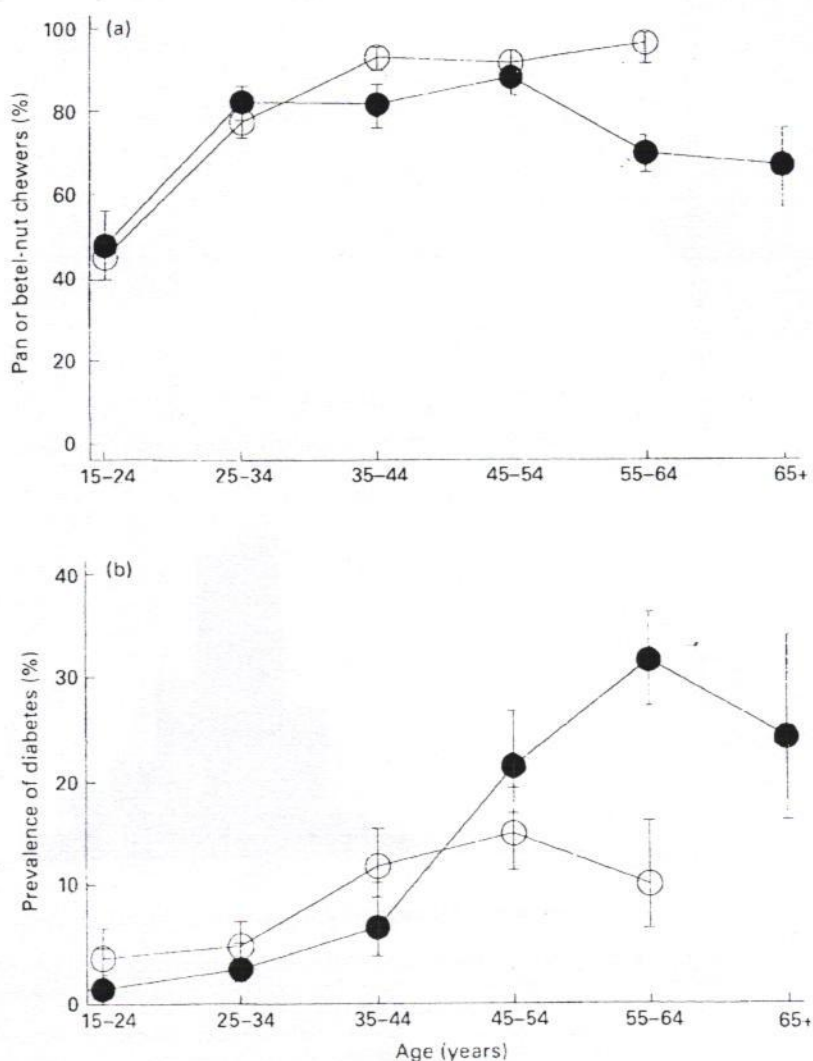 (a)
100
80
60
40
20
0
Pan or betel-nut chewers (%)
15–24 25–34 35–44 45–54 55–64 65+
(b)
40
30
20
10
0
Prevalence of diabetes (%)
15–24 25–34 35–44 45–54 55–64 65+
Age (years)